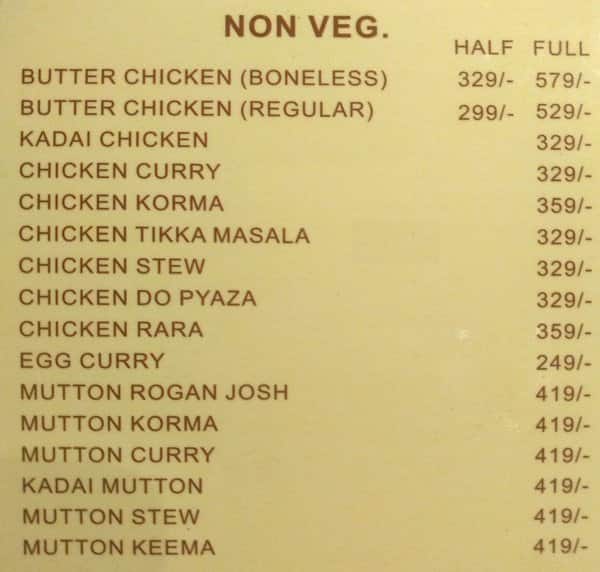 NON VEG.
HALF FULL
BUTTER CHICKEN (BONELESS) 329/- 579/-
BUTTER CHICKEN (REGULAR) 299/- 529/-
KADAI CHICKEN 329/-
CHICKEN CURRY 329/-
CHICKEN KORMA 359/-
CHICKEN TIKKA MASALA 329/-
CHICKEN STEW 329/-
CHICKEN DO PYAZA 329/-
CHICKEN RARA 359/-
EGG CURRY 249/-
MUTTON ROGAN JOSH 419/-
MUTTON KORMA 419/-
MUTTON CURRY 419/-
KADAI MUTTON 419/-
MUTTON STEW 419/-
MUTTON KEEMA 419/-